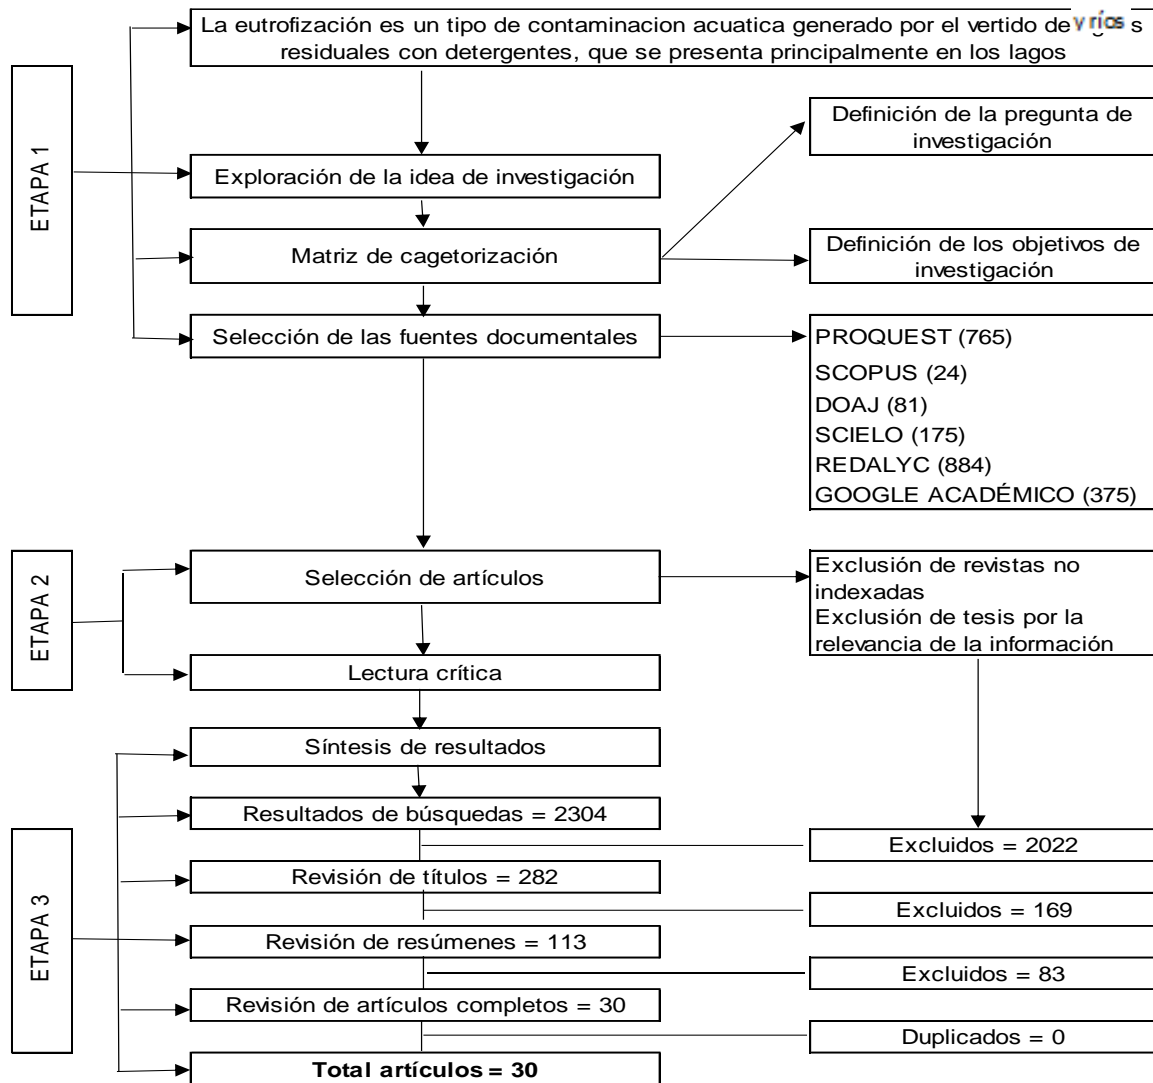 La eutrofización es un tipo de contaminacion acuatica generado por el vertido de y ríos s
residuales con detergentes, que se presenta principalmente en los lagos
ETAPA 1
Definición de la pregunta de
investigación
Exploración de la idea de investigación
Matriz de cagetorización
Definición de los objetivos de
investigación
Selección de las fuentes documentales
PROQUEST (765)
SCOPUS (24)
DOAJ (81)
SCIELO (175)
REDALYC (884)
GOOGLE ACADÉMICO (375)
ETAPA 2
Selección de artículos
Exclusión de revistas no
indexadas
Exclusión de tesis por la
relevancia de la información
Lectura crítica
ETAPA 3
Síntesis de resultados
Resultados de búsquedas = 2304
Excluidos = 2022
Revisión de títulos = 282
Excluidos = 169
Revisión de resúmenes = 113
Excluidos = 83
Revisión de artículos completos = 30
Duplicados = 0
Total artículos = 30